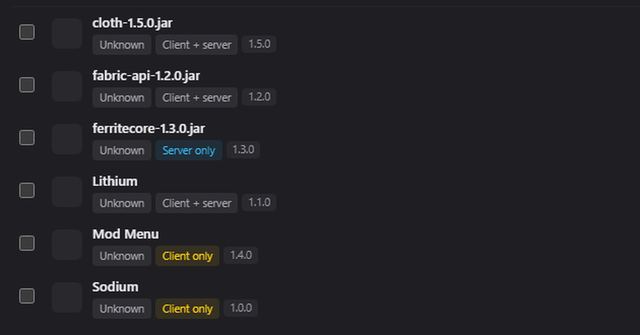 cloth-1.5.0.jar
Unknown Client + server 1.5.0
fabric-api-1.2.0.jar
Unknown Client + server 1.2.0
ferritecore-1.3.0.jar
Unknown Server only 1.3.0
Lithium
Unknown Client + server 1.1.0
Mod Menu
Unknown Client only 1.4.0
Sodium
Unknown Client only 1.0.0